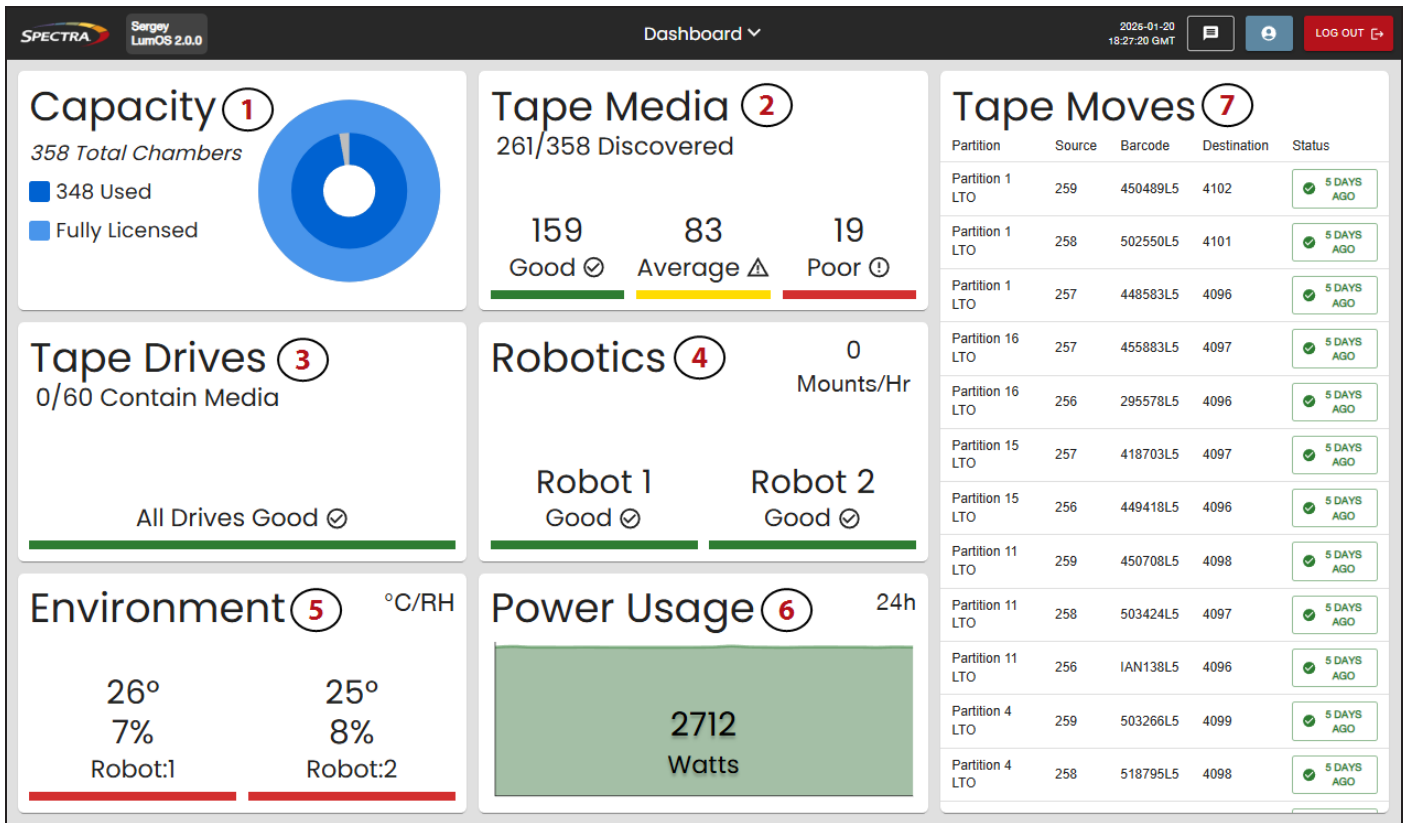 SPECTRA
Sergey
LumOS 2.0.0
Dashboard
2026-01-20
18:27:20 GMT
LOG OUT
Capacity 1
358 Total Chambers
348 Used
Fully Licensed
Tape Media 2
261/358 Discovered
159
Good
83
Average
19
Poor
Tape Drives 3
0/60 Contain Media
All Drives Good
Robotics 4
0
Mounts/Hr
Robot 1
Good
Robot 2
Good
Environment 5
°C/RH
26°
7%
Robot:1
25°
8%
Robot:2
Power Usage 6
24h
2712
Watts
Tape Moves 7
Partition Source Barcode Destination Status
Partition 1 LTO 259 450489L5 4102 5 DAYS AGO
Partition 1 LTO 258 502550L5 4101 5 DAYS AGO
Partition 1 LTO 257 448583L5 4096 5 DAYS AGO
Partition 16 LTO 257 455883L5 4097 5 DAYS AGO
Partition 16 LTO 256 295578L5 4096 5 DAYS AGO
Partition 15 LTO 257 418703L5 4097 5 DAYS AGO
Partition 15 LTO 256 449418L5 4096 5 DAYS AGO
Partition 11 LTO 259 450708L5 4098 5 DAYS AGO
Partition 11 LTO 258 503424L5 4097 5 DAYS AGO
Partition 11 LTO 256 IAN138L5 4096 5 DAYS AGO
Partition 4 LTO 259 503266L5 4099 5 DAYS AGO
Partition 4 LTO 258 518795L5 4098 5 DAYS AGO